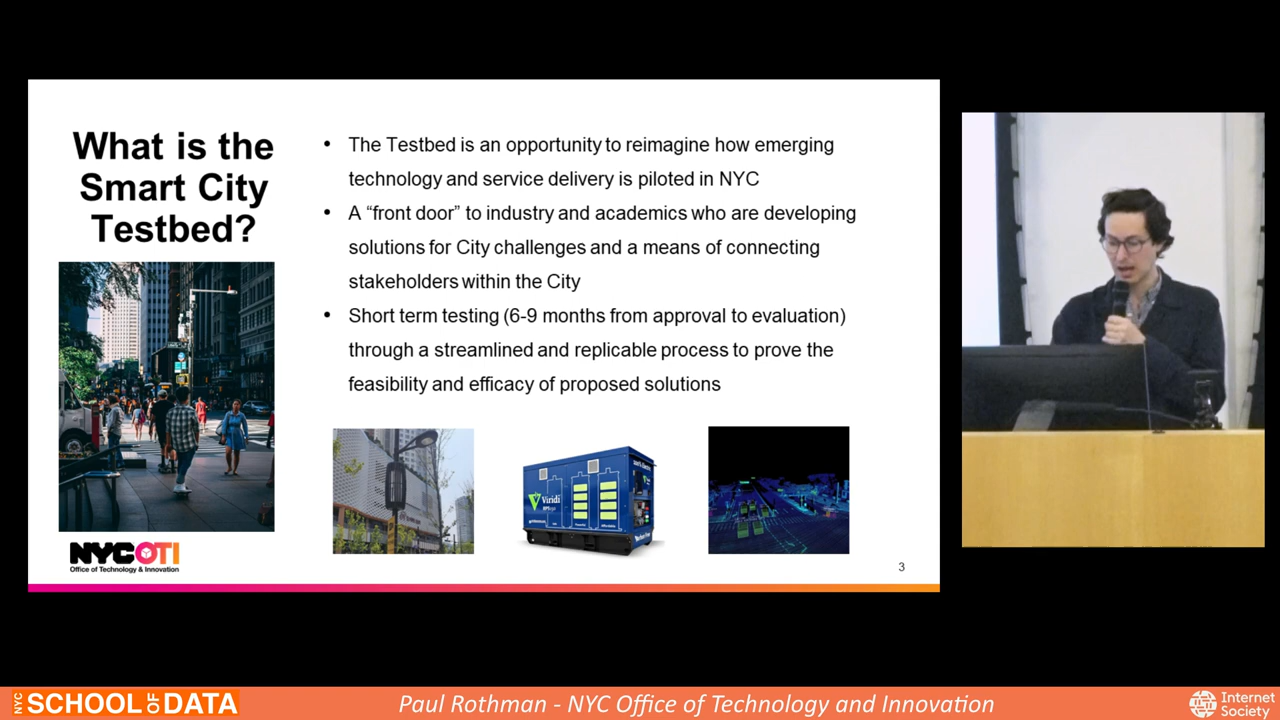 What is the
Smart City
Testbed?
• The Testbed is an opportunity to reimagine how emerging
technology and service delivery is piloted in NYC
• A “front door” to industry and academics who are developing
solutions for City challenges and a means of connecting
stakeholders within the City
• Short term testing (6-9 months from approval to evaluation)
through a streamlined and replicable process to prove the
feasibility and efficacy of proposed solutions
Viridi
NYCOTI
Office of Technology & Innovation
3
NYC SCHOOL OF DATA
Paul Rothman - NYC Office of Technology and Innovation
Internet
Society